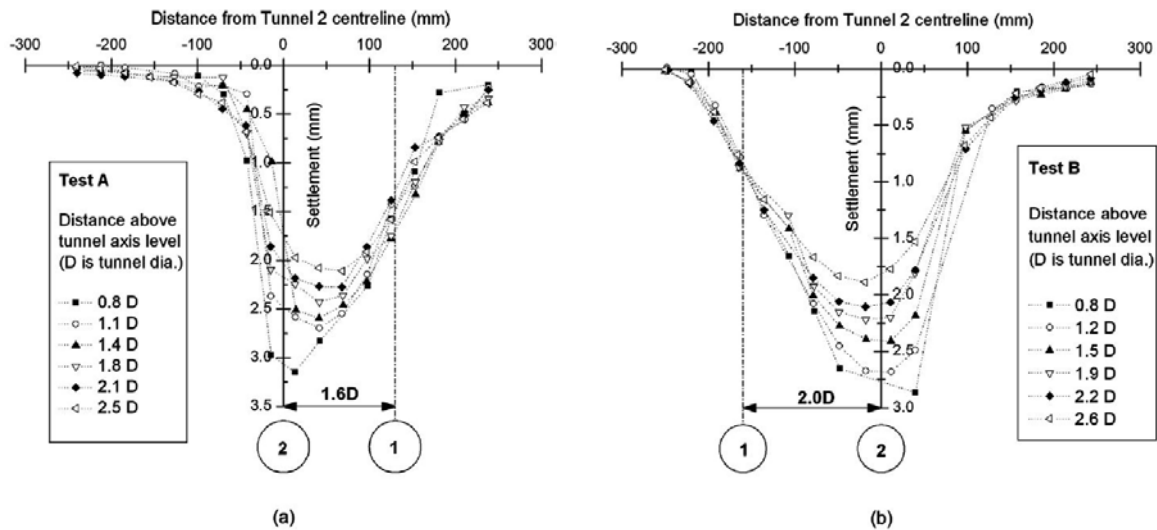 Distance from Tunnel 2 centreline (mm)
-300 -200 -100 0 100 200 300
0.0
0.5
1.0
1.5
2.0
2.5
3.0
3.5
Settlement (mm)
Test A
Distance above
tunnel axis level
(D is tunnel dia.)
0.8 D
1.1 D
1.4 D
1.8 D
2.1 D
2.5 D
1.6D
2
1
(a)
Distance from Tunnel 2 centreline (mm)
-300 -200 -100 0 100 200 300
0.0
0.5
1.0
1.5
2.0
2.5
3.0
Settlement (mm)
Test B
Distance above
tunnel axis level
(D is tunnel dia.)
0.8 D
1.2 D
1.5 D
1.9 D
2.2 D
2.6 D
2.0D
1
2
(b)